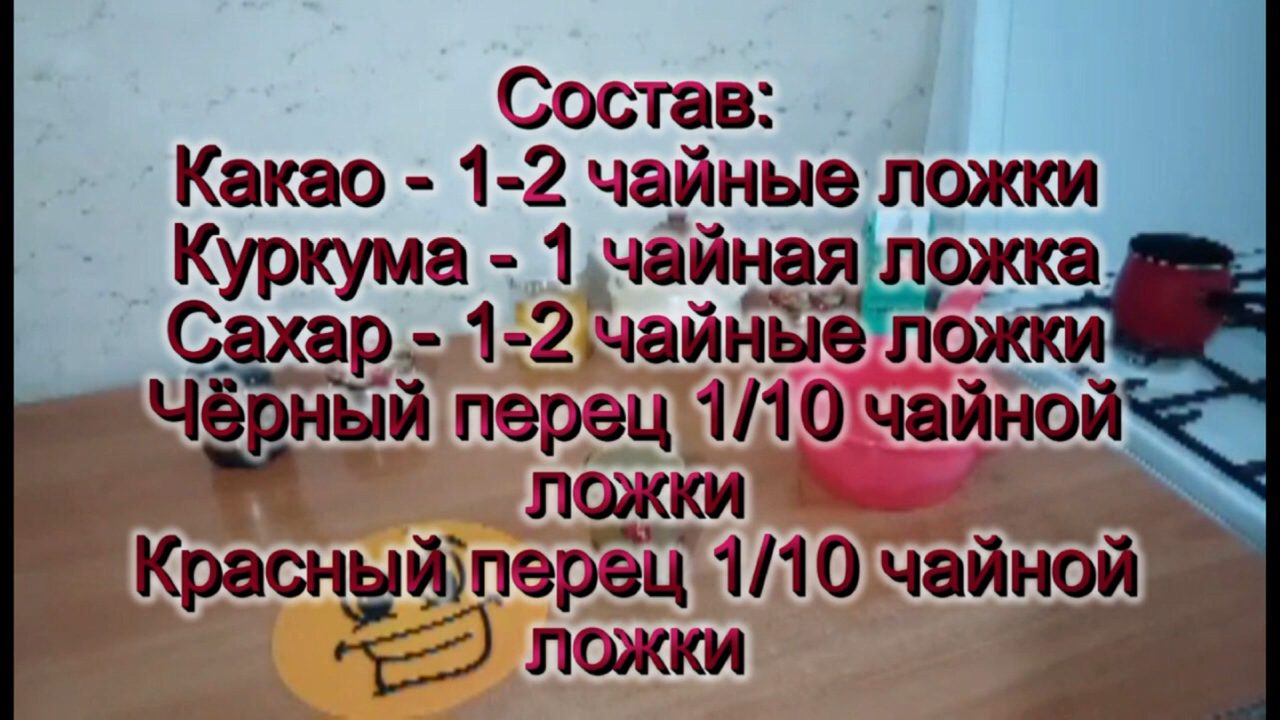 Состав:
Какао - 1-2 чайные ложки
Куркума - 1 чайная ложка
Сахар - 1-2 чайные ложки
Чёрный перец 1/10 чайной
ложки
Красный перец 1/10 чайной
ложки